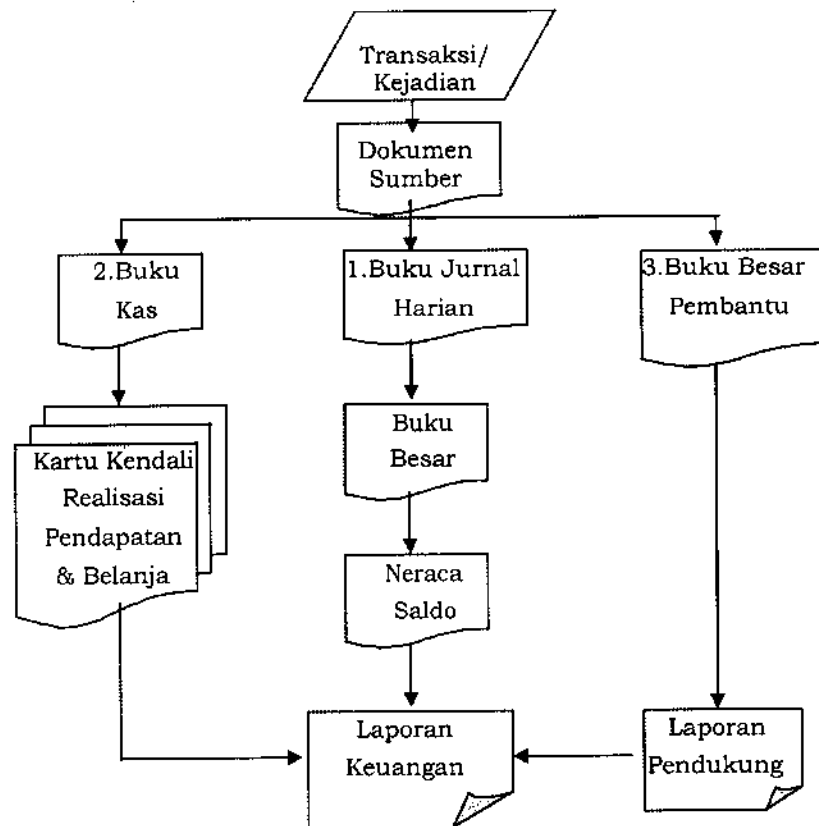 Transaksi/
Kejadian
Dokumen
Sumber
2.Buku
Kas
1.Buku Jurnal
Harian
3.Buku Besar
Pembantu
Kartu Kendali
Realisasi
Pendapatan
& Belanja
Buku
Besar
Neraca
Saldo
Laporan
Keuangan
Laporan
Pendukung